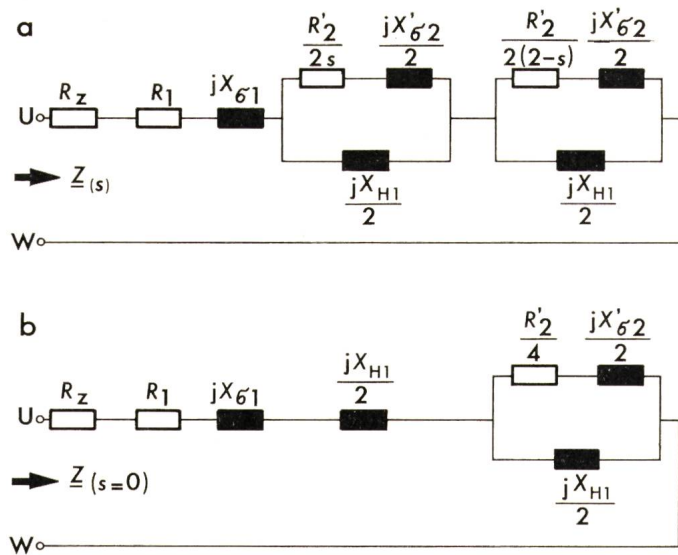 a
R'2/2s jX'σ2/2 R'2/2(2-s) jX'σ2/2
Rz R1 jXσ1
U
Z(s)
jXH1/2 jXH1/2
W
b
R'2/4 jX'σ2/2
Rz R1 jXσ1 jXH1/2
U
Z(s=0)
jXH1/2
W